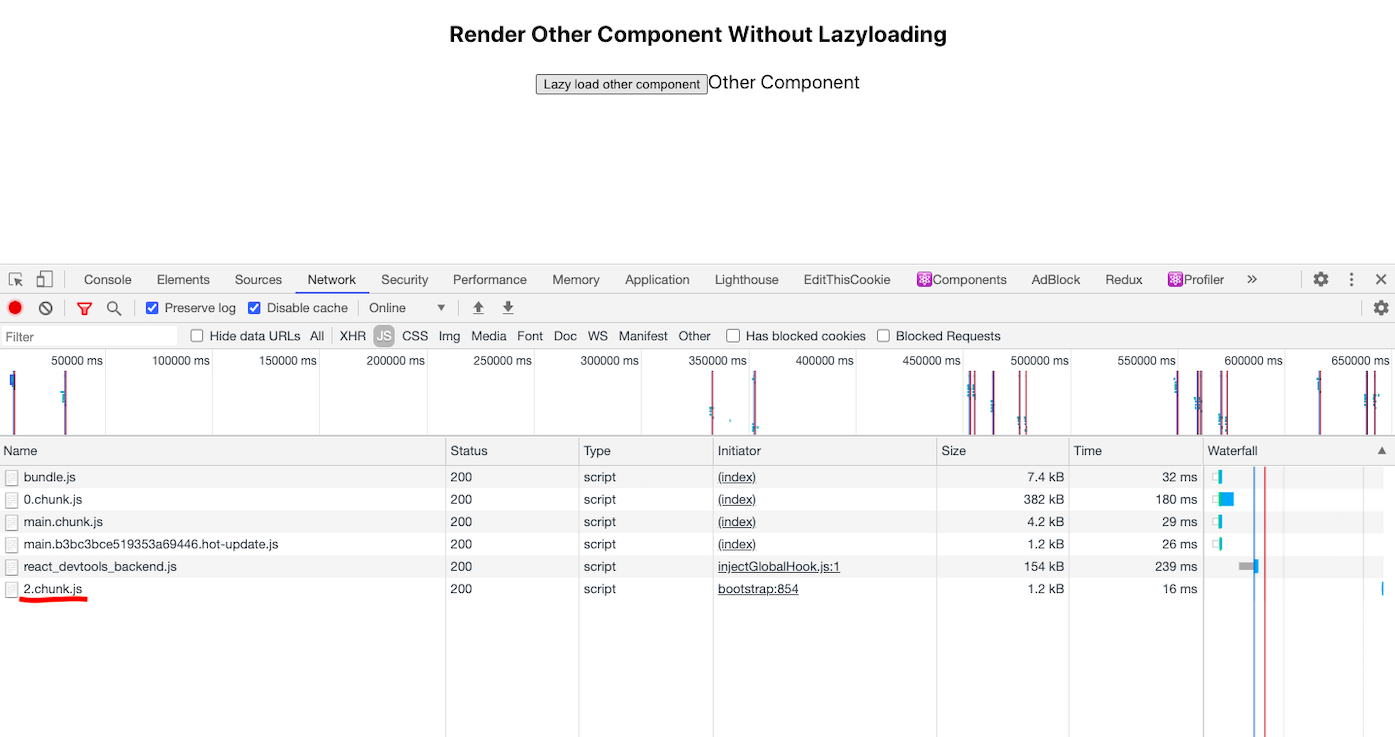 Render Other Component Without Lazyloading
Lazy load other component Other Component
Console Elements Sources Network Security Performance Memory Application Lighthouse EditThisCookie Components AdBlock Redux Profiler »
Preserve log Disable cache Online ▼
Filter Hide data URLs All XHR JS CSS Img Media Font Doc WS Manifest Other Has blocked cookies Blocked Requests
50000 ms 100000 ms 150000 ms 200000 ms 250000 ms 300000 ms 350000 ms 400000 ms 450000 ms 500000 ms 550000 ms 600000 ms 650000 ms
Name Status Type Initiator Size Time Waterfall ▲
bundle.js 200 script (index) 7.4 kB 32 ms
0.chunk.js 200 script (index) 382 kB 180 ms
main.chunk.js 200 script (index) 4.2 kB 29 ms
main.b3bc3bce519353a69446.hot-update.js 200 script (index) 1.2 kB 26 ms
react_devtools_backend.js 200 script injectGlobalHook.js:1 154 kB 239 ms
2.chunk.js 200 script bootstrap:854 1.2 kB 16 ms